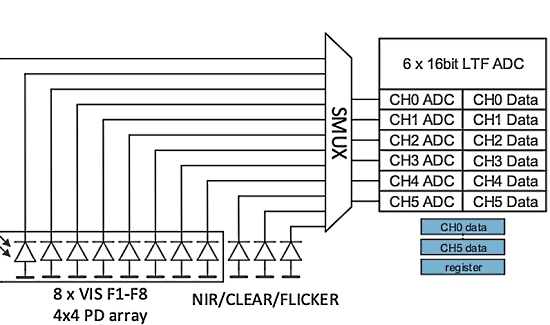 6 x 16bit LTF ADC
SMUX
CH0 ADC CH0 Data
CH1 ADC CH1 Data
CH2 ADC CH2 Data
CH3 ADC CH3 Data
CH4 ADC CH4 Data
CH5 ADC CH5 Data
CH0 data
CH5 data
register
8 x VIS F1-F8
4x4 PD array
NIR/CLEAR/FLICKER